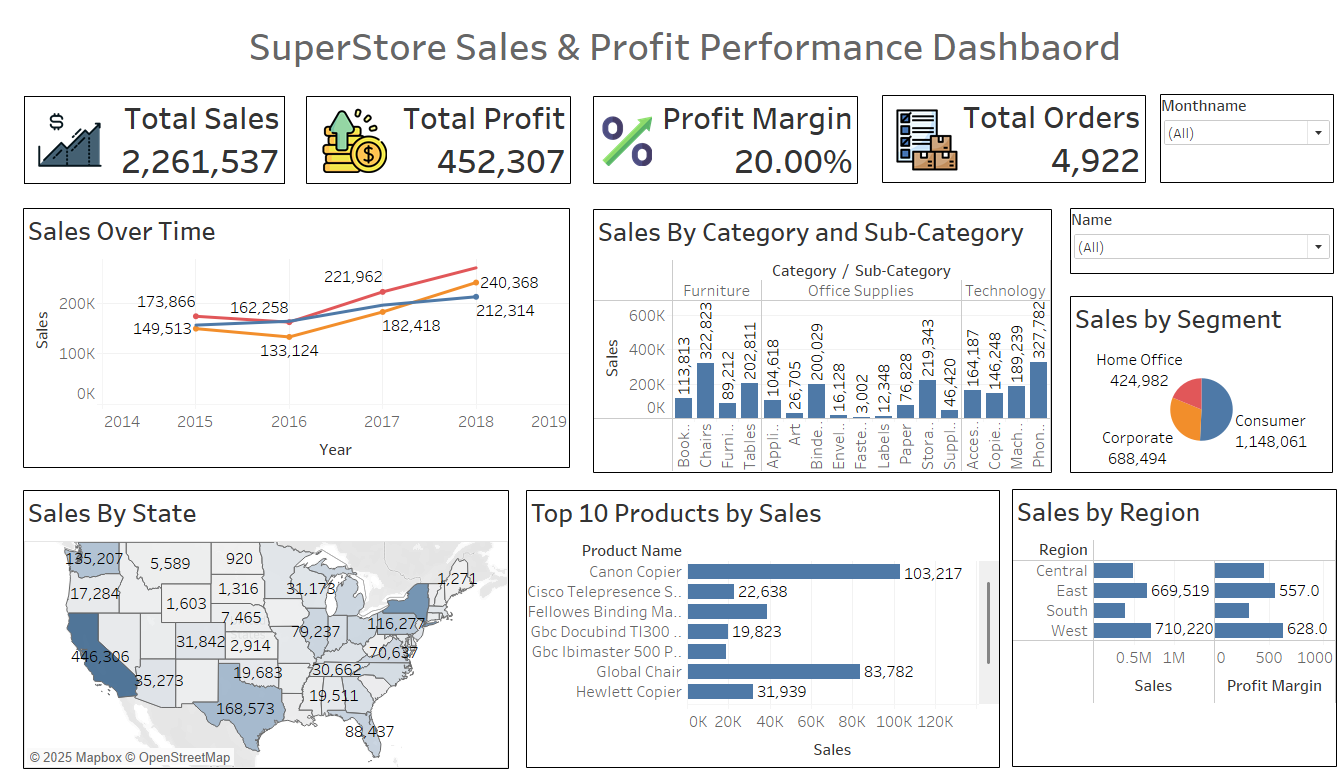 SuperStore Sales & Profit Performance Dashbaord
Total Sales
2,261,537
Total Profit
452,307
Profit Margin
20.00%
Total Orders
4,922
Monthname
(All)
Sales Over Time
Sales
200K
100K
0K
173,866
149,513
162,258
133,124
221,962
182,418
240,368
212,314
2014 2015 2016 2017 2018 2019
Year
Sales By Category and Sub-Category
Category / Sub-Category
Furniture Office Supplies Technology
Sales
600K
400K
200K
0K
113,813 322,823 89,212 202,811 104,618 26,705 200,029 16,128 3,002 12,348 76,828 219,343 46,420 164,187 146,248 189,239 327,782
Book.. Chairs Furni.. Tables Appli.. Art Binde.. Envel.. Faste.. Labels Paper Stora.. Suppl.. Acces.. Copie.. Mach.. Phon..
Name
(All)
Sales by Segment
Home Office
424,982
Consumer
1,148,061
Corporate
688,494
Sales By State
135,207 5,589 920
17,284 1,603 1,316 31,173 1,271
7,465
446,306 31,842 2,914 79,237 116,277
70,637
35,273 19,683 30,662
168,573 19,511
88,437
© 2025 Mapbox © OpenStreetMap
Top 10 Products by Sales
Product Name
Canon Copier 103,217
Cisco Telepresence S.. 22,638
Fellowes Binding Ma..
Gbc Docubind Tl300 .. 19,823
Gbc Ibimaster 500 P..
Global Chair 83,782
Hewlett Copier 31,939
0K 20K 40K 60K 80K 100K 120K
Sales
Sales by Region
Region
Central
East 669,519 557.0
South
West 710,220 628.0
0.5M 1M 0 500 1000
Sales Profit Margin